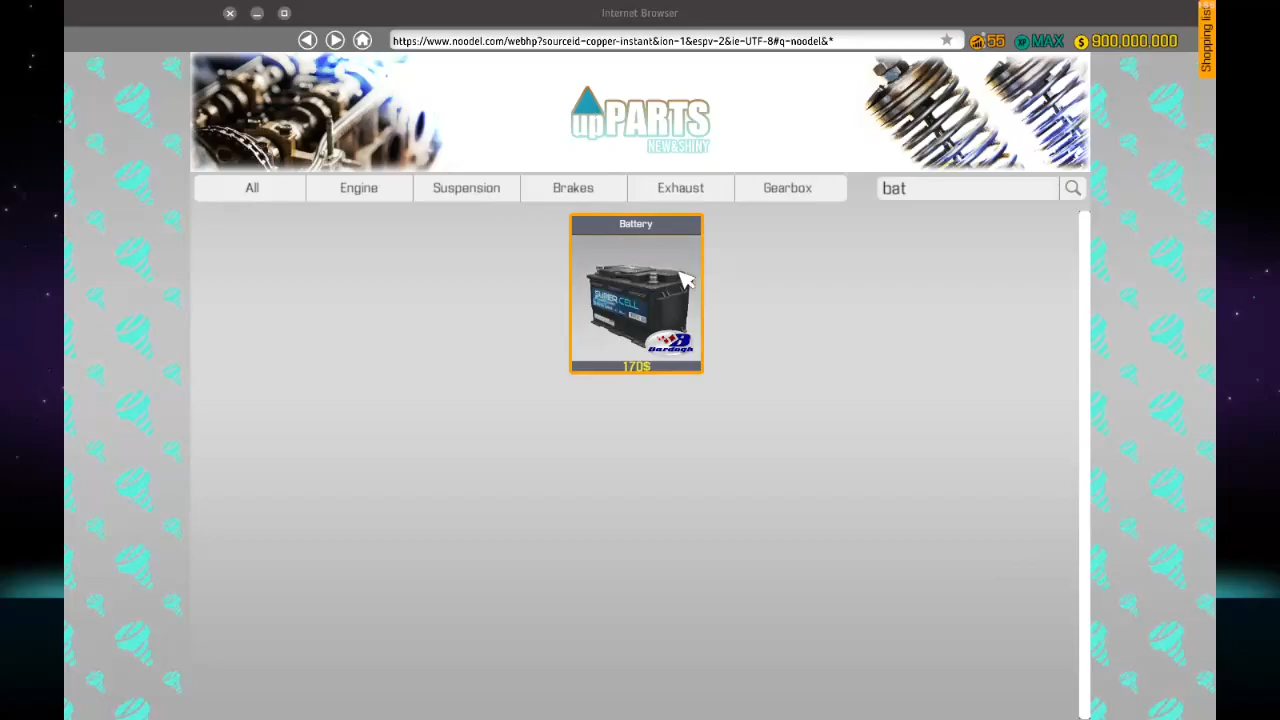 Internet Browser
https://www.noodel.com/webhp?sourceid-copper-instant&ion-1&espv-2&ie-UTF-8#q-noodel&*
55
XP MAX
$ 900,000,000
Shopping list
upPARTS
NEW&SHINY
All
Engine
Suspension
Brakes
Exhaust
Gearbox
bat
Battery
SUPER CELL
Bardogh
170$